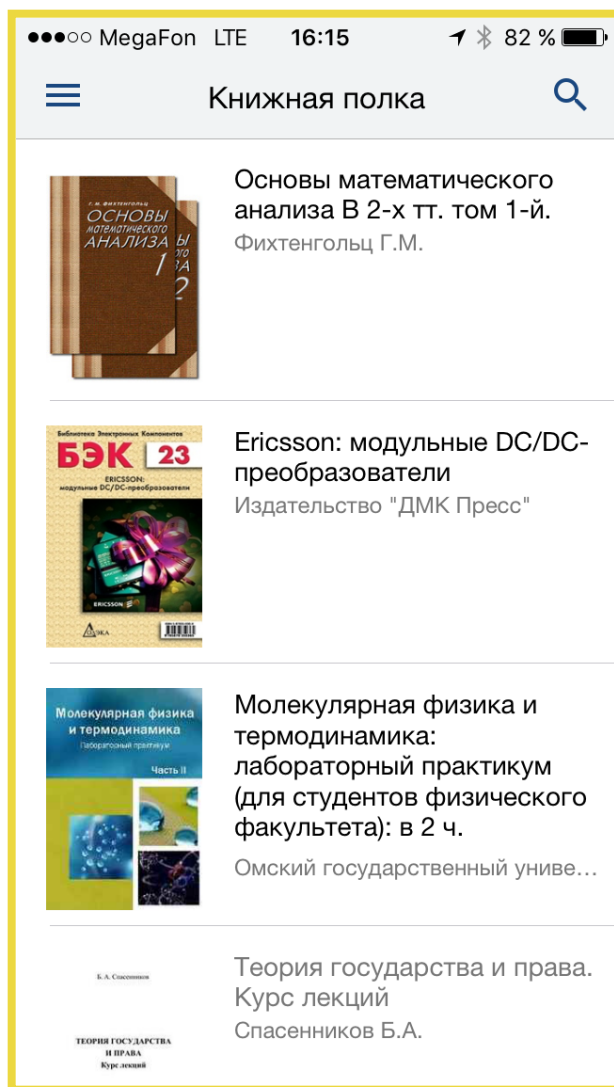 MegaFon LTE 16:15 82 %
Книжная полка
Г. М. ФИХТЕНГОЛЬЦ
ОСНОВЫ
математического
АНАЛИЗА
1
2
Основы математического
анализа В 2-х тт. том 1-й.
Фихтенгольц Г.М.
Библиотека Электронных Компонентов
БЭК 23
ERICSSON:
модульные DC/DC-преобразователи
ERICSSON
Ericsson: модульные DC/DC-
преобразователи
Издательство "ДМК Пресс"
Молекулярная физика
и термодинамика
Лабораторный практикум
Часть II
Молекулярная физика и
термодинамика:
лабораторный практикум
(для студентов физического
факультета): в 2 ч.
Омский государственный униве...
Б. А. Спасенников
ТЕОРИЯ ГОСУДАРСТВА
И ПРАВА
Курс лекций
Теория государства и права.
Курс лекций
Спасенников Б.А.